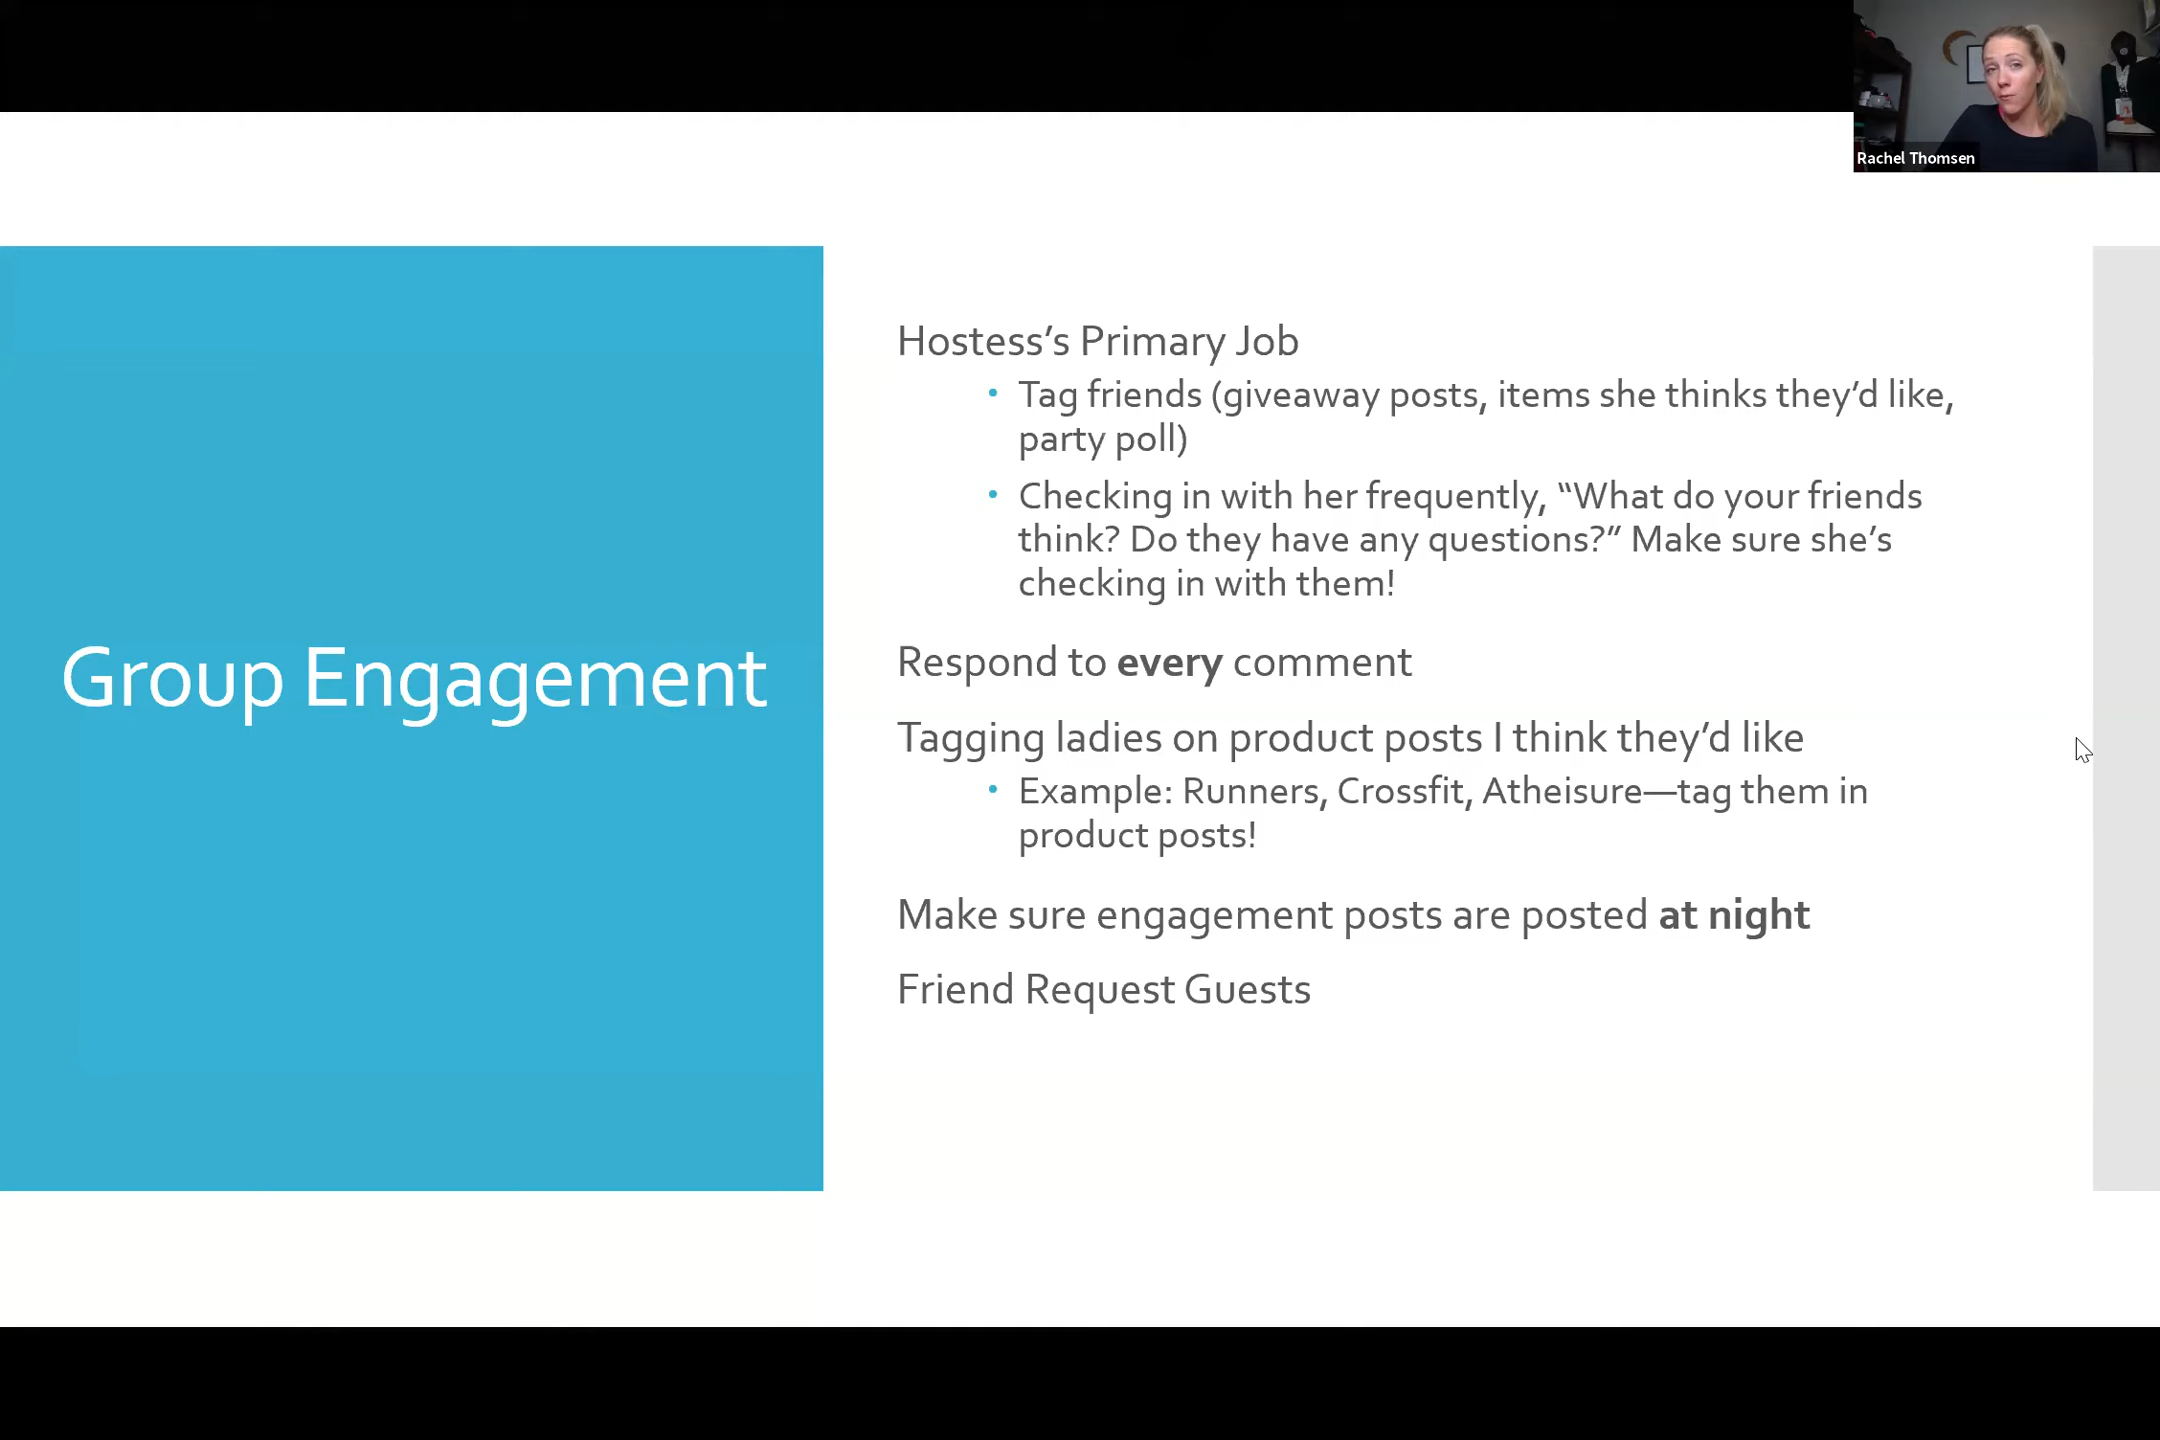 Rachel Thomsen
Group Engagement
Hostess’s Primary Job
• Tag friends (giveaway posts, items she thinks they’d like,
party poll)
• Checking in with her frequently, “What do your friends
think? Do they have any questions?” Make sure she’s
checking in with them!
Respond to every comment
Tagging ladies on product posts I think they’d like
• Example: Runners, Crossfit, Atheisure—tag them in
product posts!
Make sure engagement posts are posted at night
Friend Request Guests